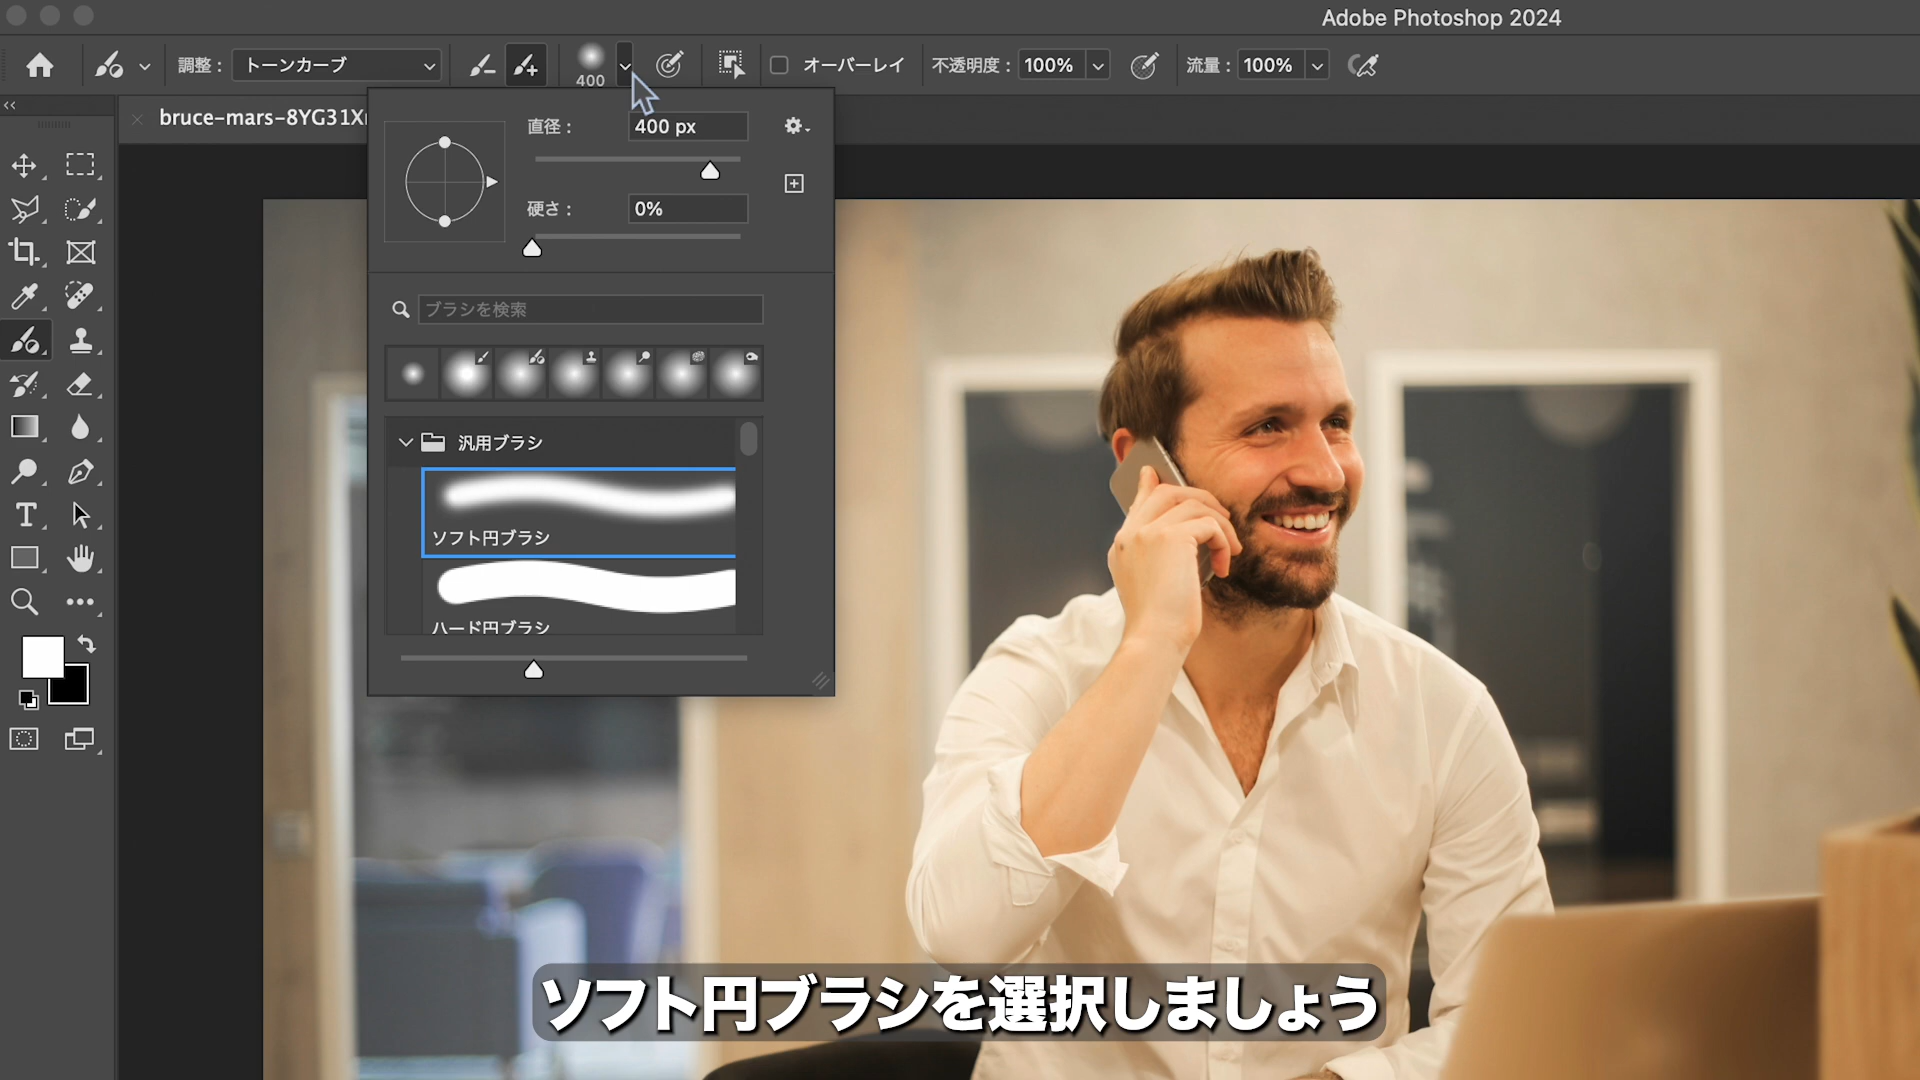 Adobe Photoshop 2024
調整： トーンカーブ 400 オーバーレイ 不透明度： 100% 流量： 100%
bruce-mars-8YG31X
直径： 400 px
硬さ： 0%
ブラシを検索
汎用ブラシ
ソフト円ブラシ
ハード円ブラシ
ソフト円ブラシを選択しましょう